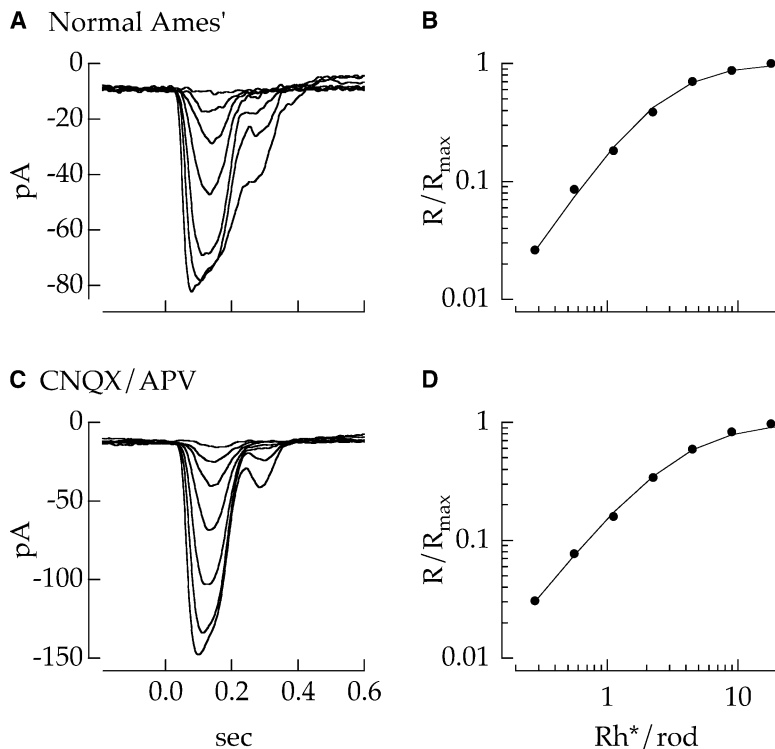 A Normal Ames'
0
-20
-40
-60
-80
pA
B
1
0.1
0.01
R/Rmax
C CNQX/APV
0
-50
-100
-150
pA
0.0 0.2 0.4 0.6
sec
D
1
0.1
0.01
R/Rmax
1 10
Rh*/rod